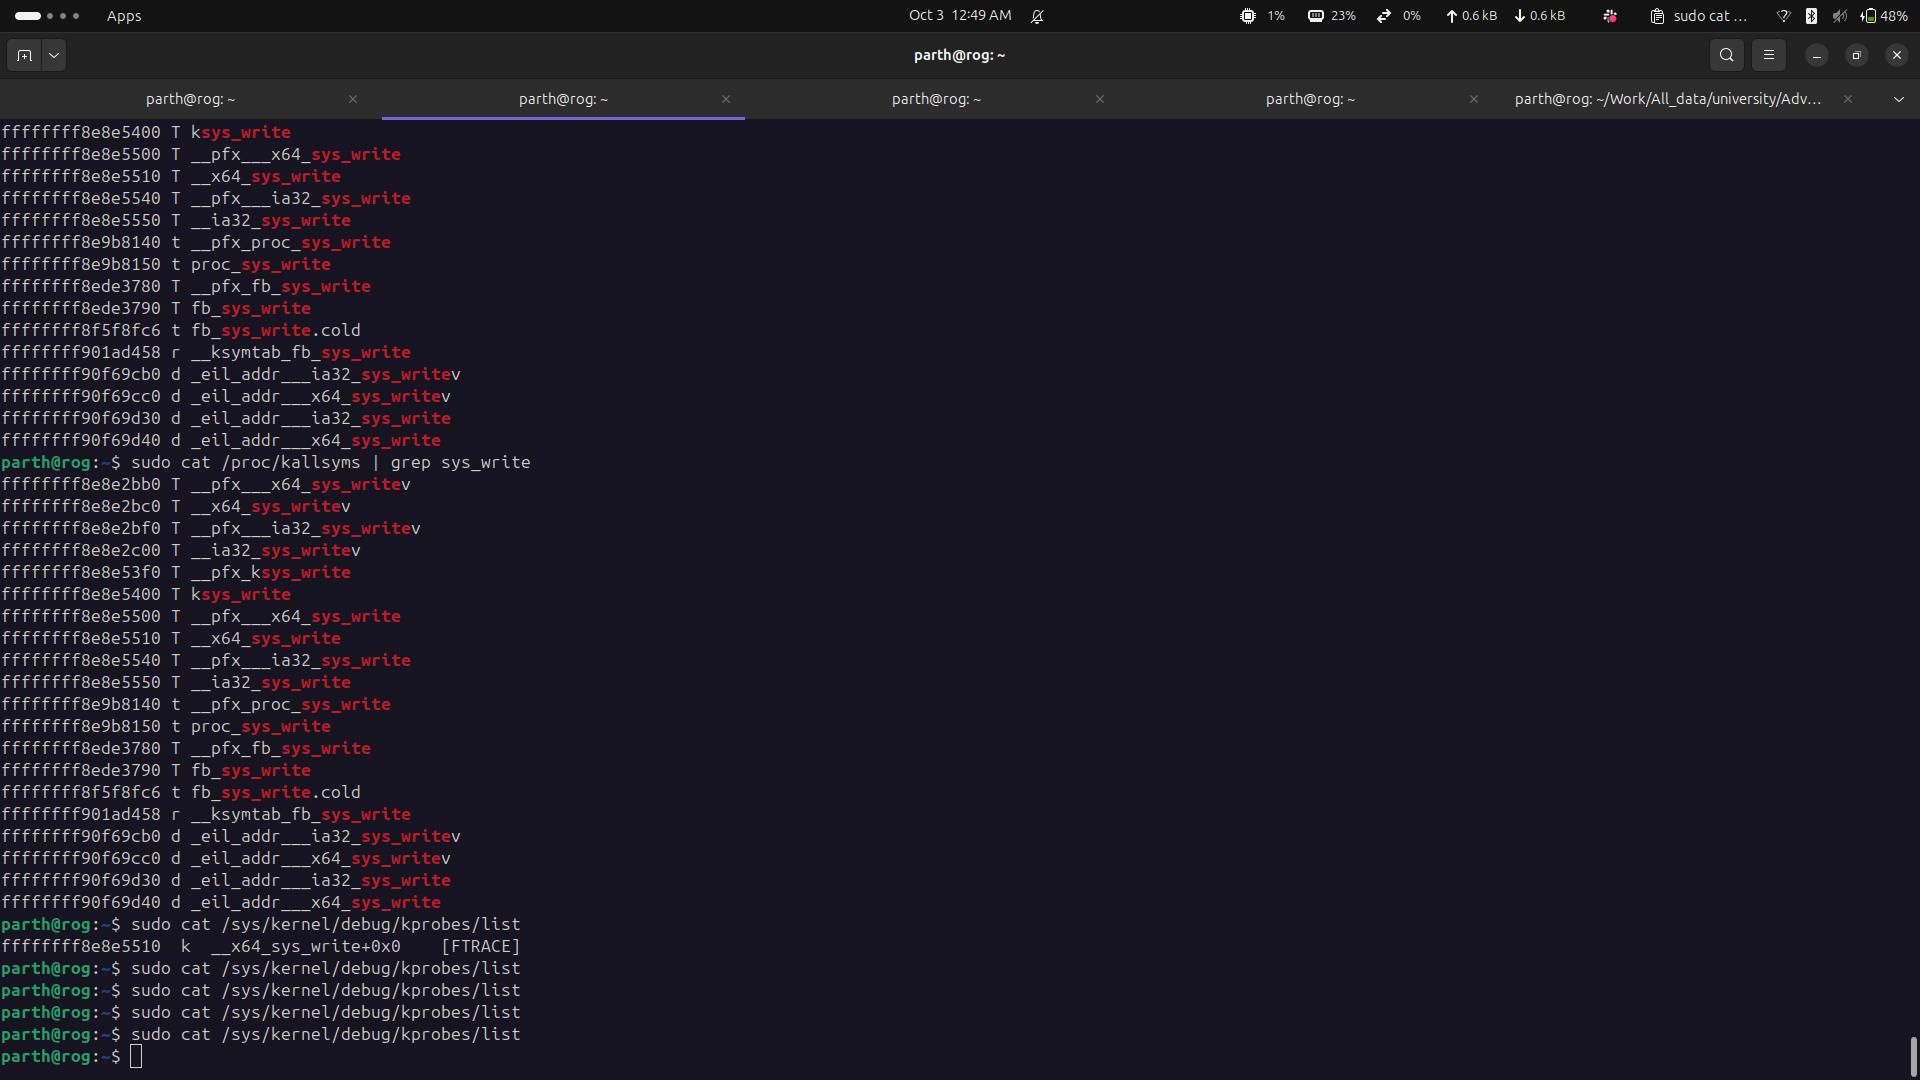 Apps
Oct 3 12:49 AM
1%
23%
0%
0.6 kB
0.6 kB
sudo cat ...
48%
parth@rog: ~
parth@rog: ~
parth@rog: ~
parth@rog: ~
parth@rog: ~
parth@rog: ~/Work/All_data/university/Adv...
ffffffff8e8e5400 T ksys_write
ffffffff8e8e5500 T __pfx___x64_sys_write
ffffffff8e8e5510 T __x64_sys_write
ffffffff8e8e5540 T __pfx___ia32_sys_write
ffffffff8e8e5550 T __ia32_sys_write
ffffffff8e9b8140 t __pfx_proc_sys_write
ffffffff8e9b8150 t proc_sys_write
ffffffff8ede3780 T __pfx_fb_sys_write
ffffffff8ede3790 T fb_sys_write
ffffffff8f5f8fc6 t fb_sys_write.cold
ffffffff901ad458 r __ksymtab_fb_sys_write
ffffffff90f69cb0 d _eil_addr___ia32_sys_writev
ffffffff90f69cc0 d _eil_addr___x64_sys_writev
ffffffff90f69d30 d _eil_addr___ia32_sys_write
ffffffff90f69d40 d _eil_addr___x64_sys_write
parth@rog:~$ sudo cat /proc/kallsyms | grep sys_write
ffffffff8e8e2bb0 T __pfx___x64_sys_writev
ffffffff8e8e2bc0 T __x64_sys_writev
ffffffff8e8e2bf0 T __pfx___ia32_sys_writev
ffffffff8e8e2c00 T __ia32_sys_writev
ffffffff8e8e53f0 T __pfx_ksys_write
ffffffff8e8e5400 T ksys_write
ffffffff8e8e5500 T __pfx___x64_sys_write
ffffffff8e8e5510 T __x64_sys_write
ffffffff8e8e5540 T __pfx___ia32_sys_write
ffffffff8e8e5550 T __ia32_sys_write
ffffffff8e9b8140 t __pfx_proc_sys_write
ffffffff8e9b8150 t proc_sys_write
ffffffff8ede3780 T __pfx_fb_sys_write
ffffffff8ede3790 T fb_sys_write
ffffffff8f5f8fc6 t fb_sys_write.cold
ffffffff901ad458 r __ksymtab_fb_sys_write
ffffffff90f69cb0 d _eil_addr___ia32_sys_writev
ffffffff90f69cc0 d _eil_addr___x64_sys_writev
ffffffff90f69d30 d _eil_addr___ia32_sys_write
ffffffff90f69d40 d _eil_addr___x64_sys_write
parth@rog:~$ sudo cat /sys/kernel/debug/kprobes/list
ffffffff8e8e5510  k  __x64_sys_write+0x0    [FTRACE]
parth@rog:~$ sudo cat /sys/kernel/debug/kprobes/list
parth@rog:~$ sudo cat /sys/kernel/debug/kprobes/list
parth@rog:~$ sudo cat /sys/kernel/debug/kprobes/list
parth@rog:~$ sudo cat /sys/kernel/debug/kprobes/list
parth@rog:~$